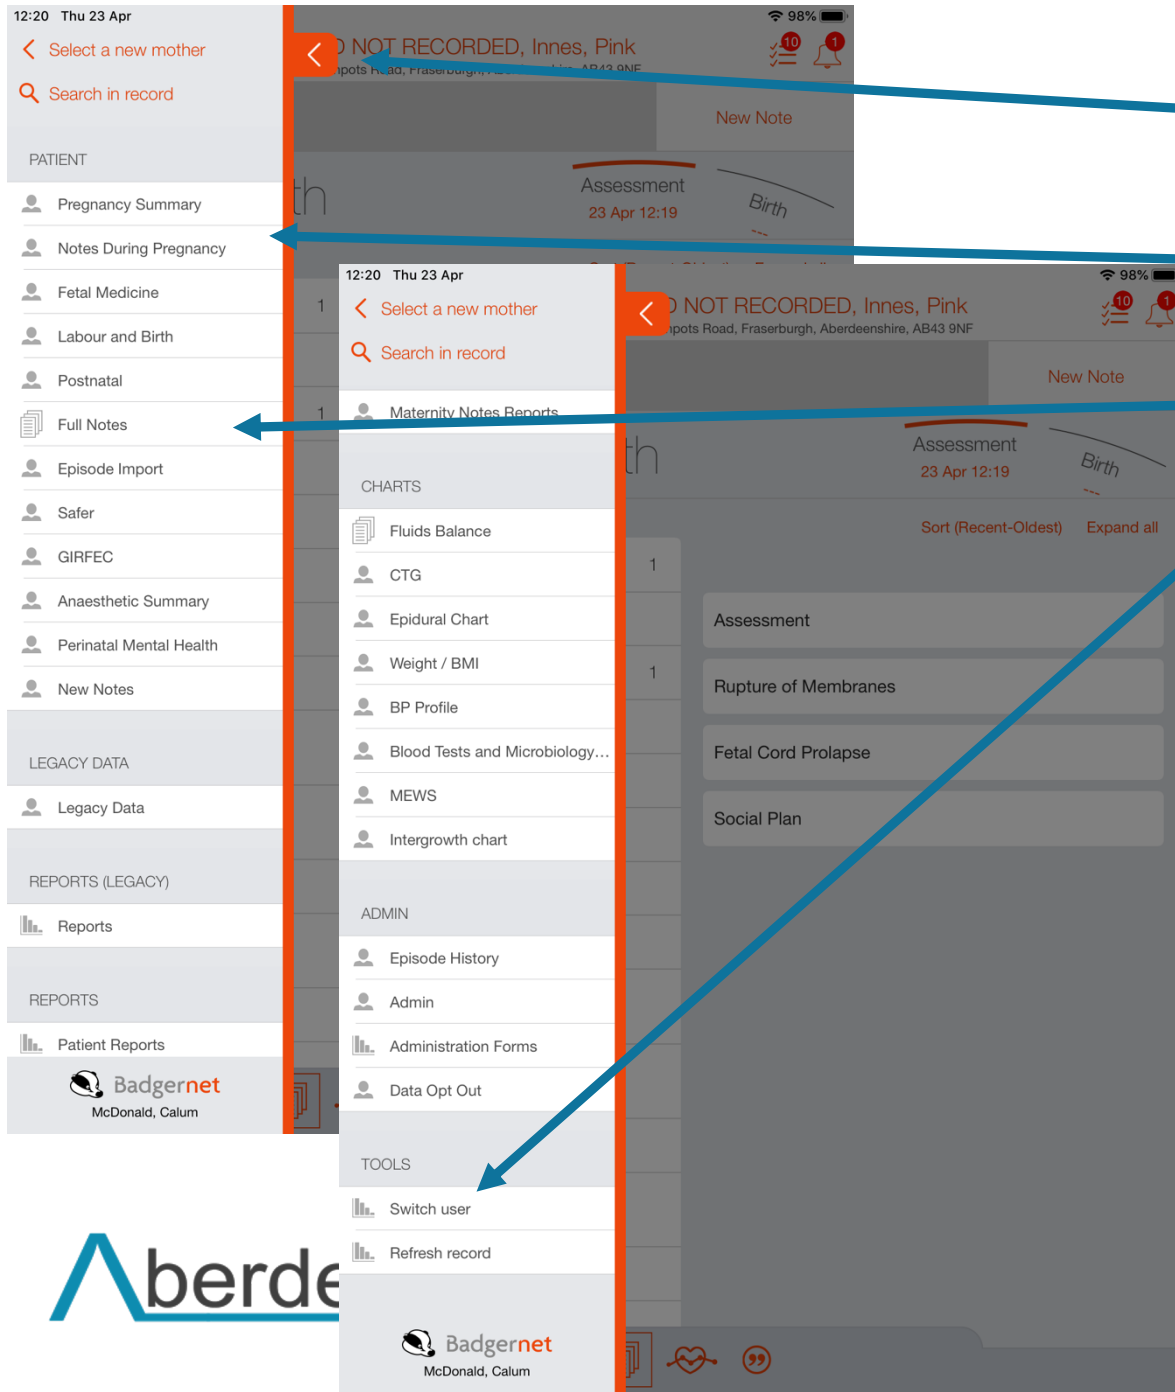 12:20 Thu 23 Apr
98%
Select a new mother
NOT RECORDED, Innes, Pink
10
1
Road, Fraserburgh, Aberdeenshire, AB43 9NF
Search in record
New Note
PATIENT
Assessment
23 Apr 12:19
Birth
Pregnancy Summary
Notes During Pregnancy
Fetal Medicine
Labour and Birth
Postnatal
Full Notes
Episode Import
Safer
GIRFEC
Anaesthetic Summary
Perinatal Mental Health
New Notes
LEGACY DATA
Legacy Data
REPORTS (LEGACY)
Reports
REPORTS
Patient Reports
Badgernet
McDonald, Calum
1
1
12:20 Thu 23 Apr
98%
Select a new mother
NOT RECORDED, Innes, Pink
10
1
Road, Fraserburgh, Aberdeenshire, AB43 9NF
Search in record
New Note
Maternity Notes Reports
Assessment
23 Apr 12:19
Birth
CHARTS
Sort (Recent-Oldest) Expand all
Fluids Balance
CTG
Epidural Chart
Weight / BMI
BP Profile
Blood Tests and Microbiology...
MEWS
Intergrowth chart
1
1
Assessment
Rupture of Membranes
Fetal Cord Prolapse
Social Plan
ADMIN
Episode History
Admin
Administration Forms
Data Opt Out
TOOLS
Switch user
Refresh record
Badgernet
McDonald, Calum